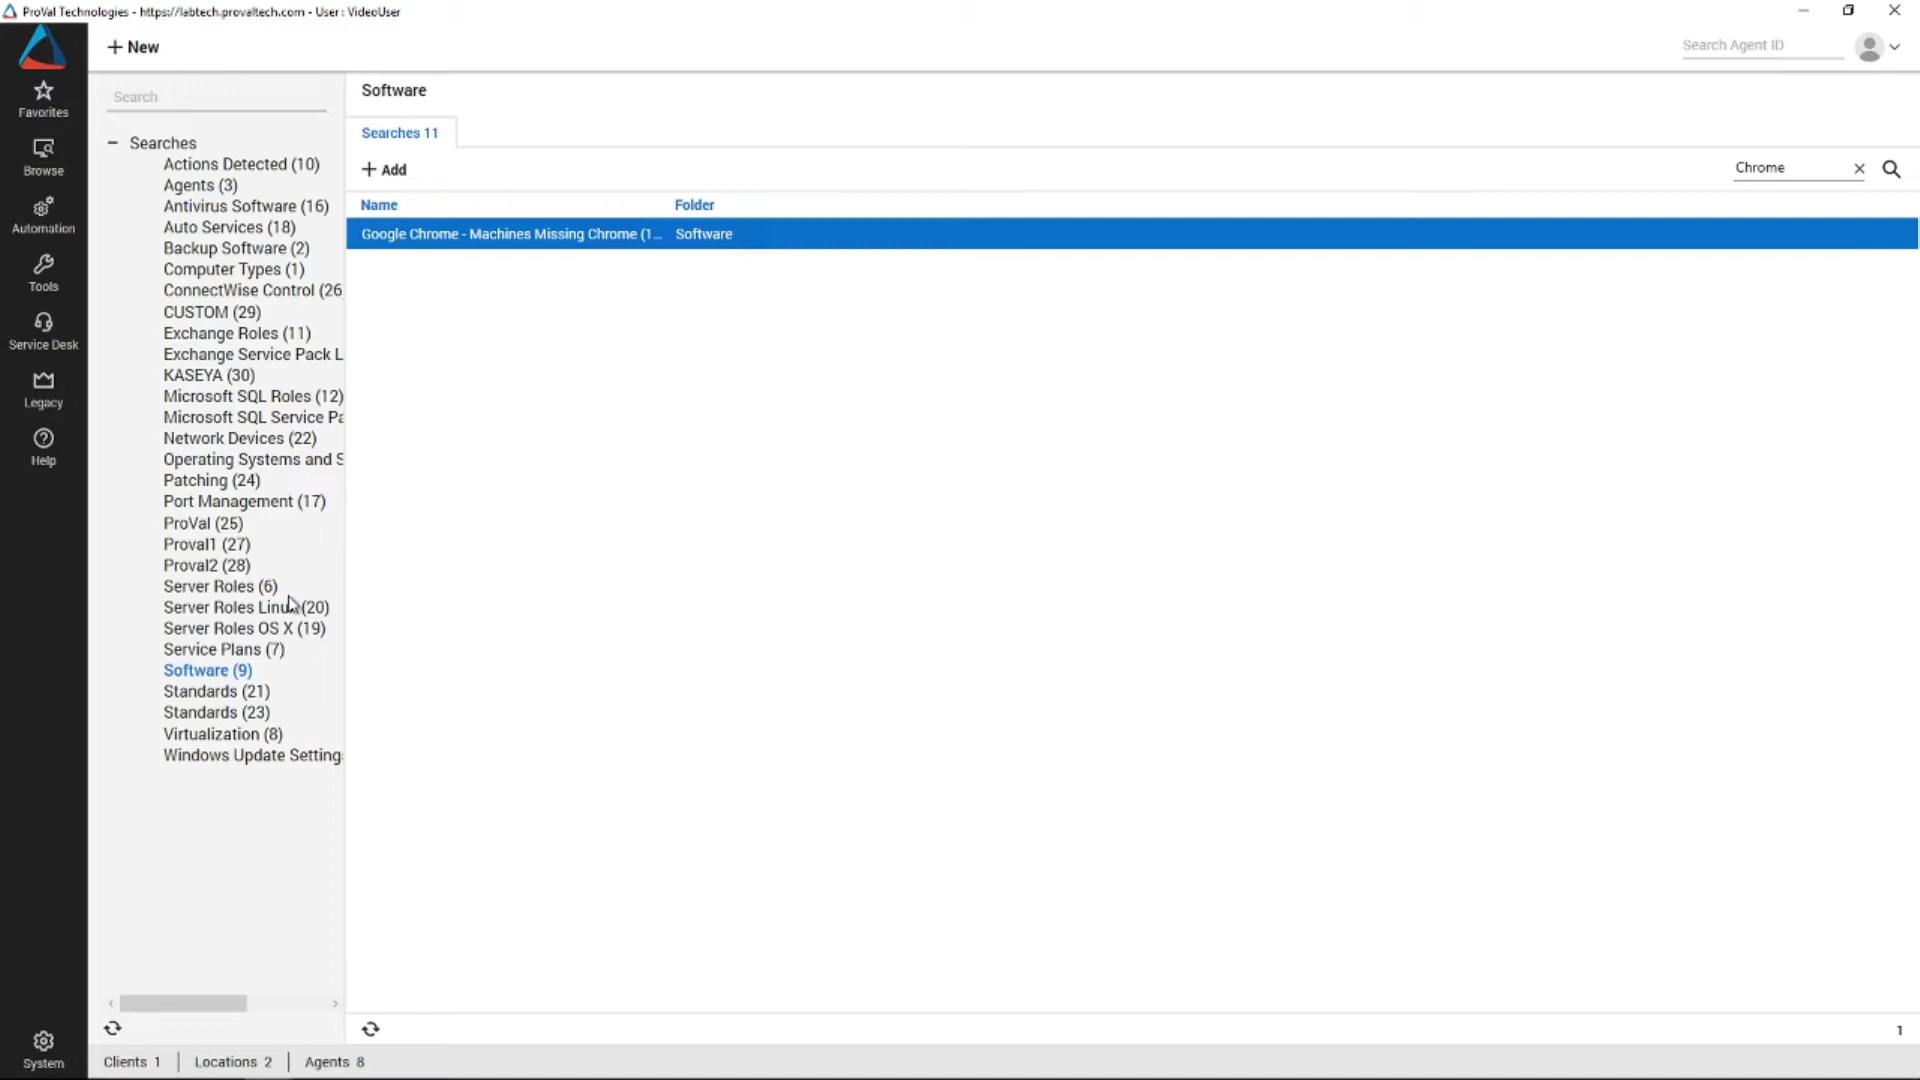 ProVal Technologies - https://labtech.provaltech.com - User: VideoUser
New
Search Agent ID
Favorites
Browse
Automation
Tools
Service Desk
Legacy
Help
System
Search
Searches
Actions Detected (10)
Agents (3)
Antivirus Software (16)
Auto Services (18)
Backup Software (2)
Computer Types (1)
ConnectWise Control (26
CUSTOM (29)
Exchange Roles (11)
Exchange Service Pack L
KASEYA (30)
Microsoft SQL Roles (12)
Microsoft SQL Service Pa
Network Devices (22)
Operating Systems and S
Patching (24)
Port Management (17)
ProVal (25)
Proval1 (27)
Proval2 (28)
Server Roles (6)
Server Roles Linux (20)
Server Roles OS X (19)
Service Plans (7)
Software (9)
Standards (21)
Standards (23)
Virtualization (8)
Windows Update Setting
Software
Searches 11
Add
Chrome
Name Folder
Google Chrome - Machines Missing Chrome (1... Software
1
Clients 1 | Locations 2 | Agents 8